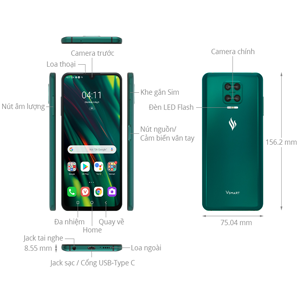 Camera trước
Loa thoại
Camera chính
04:11
Khe gắn Sim
Nút âm lượng
Đèn LED Flash
Nút nguồn/
Cảm biến vân tay
156.2 mm
Vsmart
Đa nhiệm
Quay về
Home
75.04 mm
Jack tai nghe
8.55 mm
Loa ngoài
Jack sạc / Cổng USB-Type C